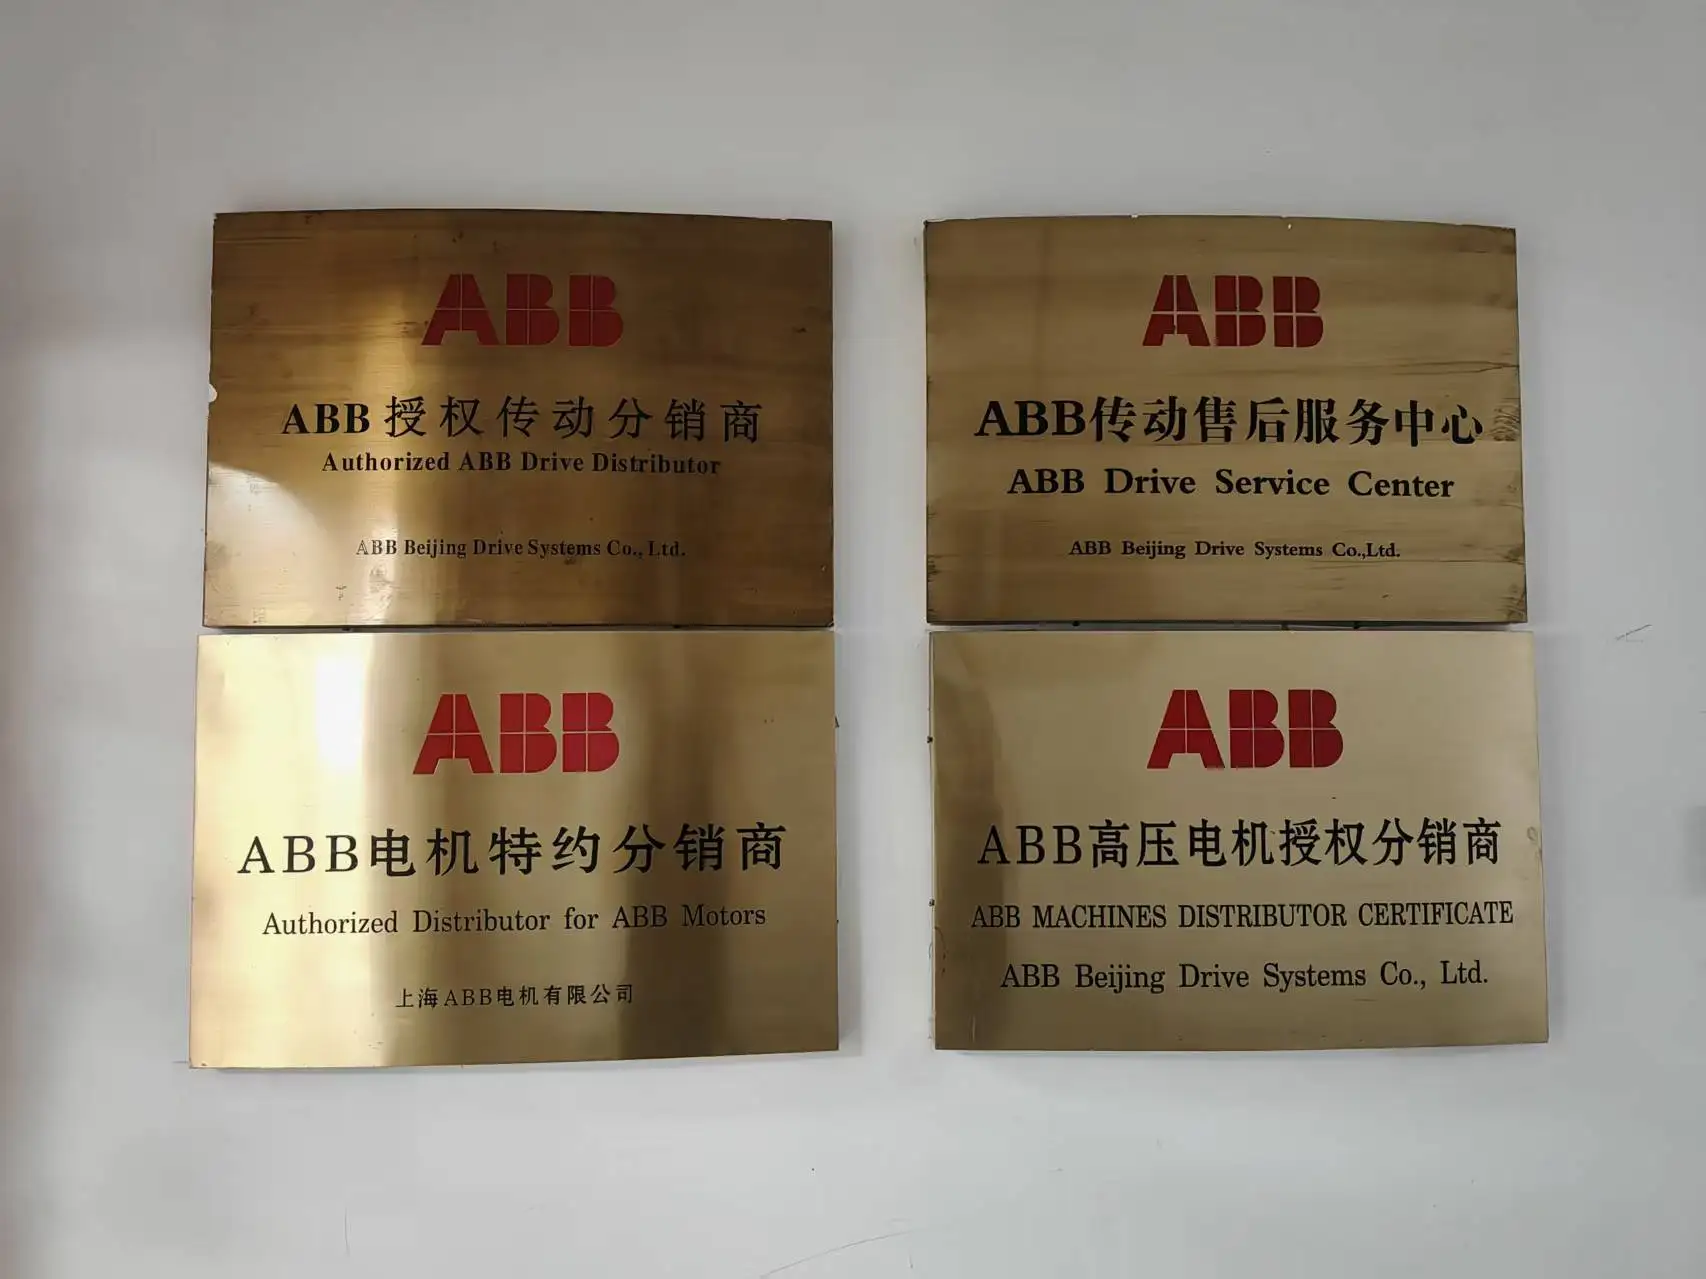 ABB
ABB 授权传动分销商
Authorized ABB Drive Distributor
ABB Beijing Drive Systems Co., Ltd.
ABB
ABB传动售后服务中心
ABB Drive Service Center
ABB Beijing Drive Systems Co.,Ltd.
ABB
ABB电机特约分销商
Authorized Distributor for ABB Motors
上海ABB电机有限公司
ABB
ABB高压电机授权分销商
ABB MACHINES DISTRIBUTOR CERTIFICATE
ABB Beijing Drive Systems Co., Ltd.